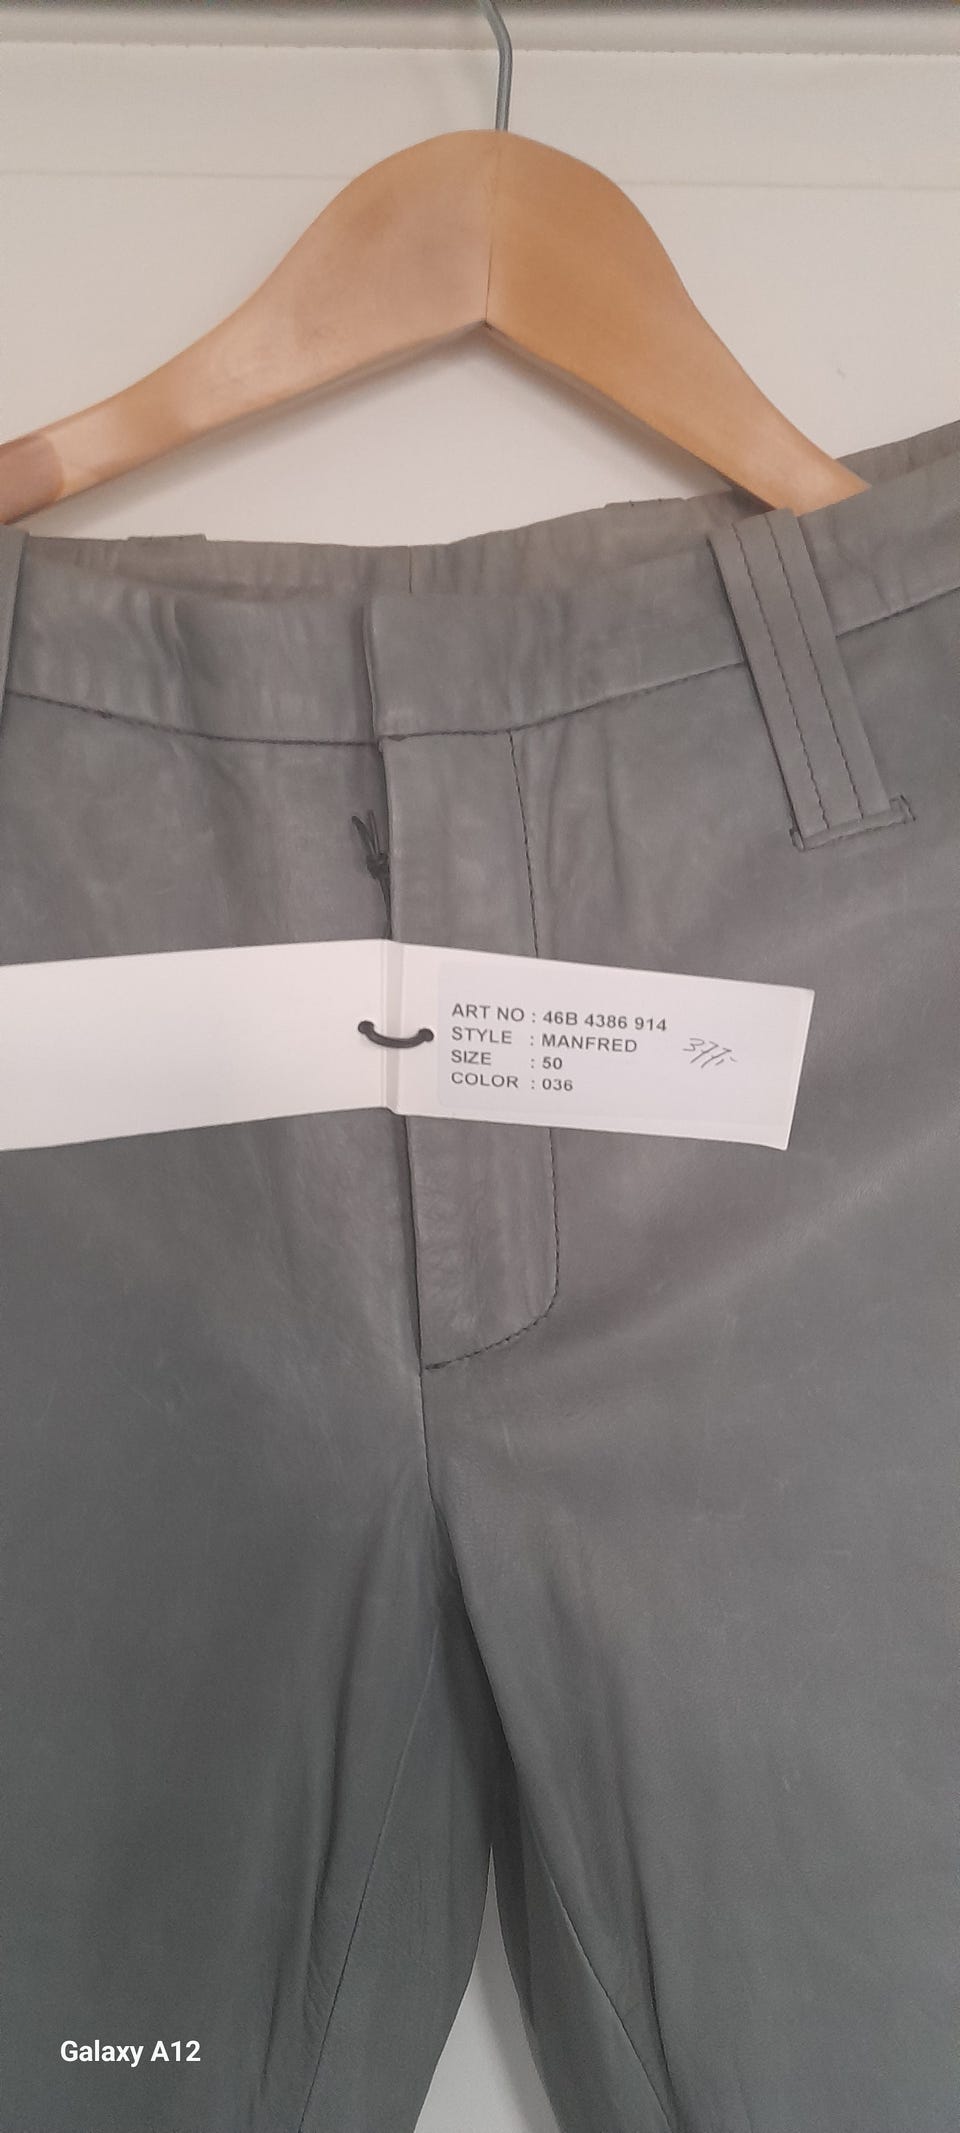 ART NO : 46B 4386 914
STYLE : MANFRED
SIZE : 50
COLOR : 036
Galaxy A12